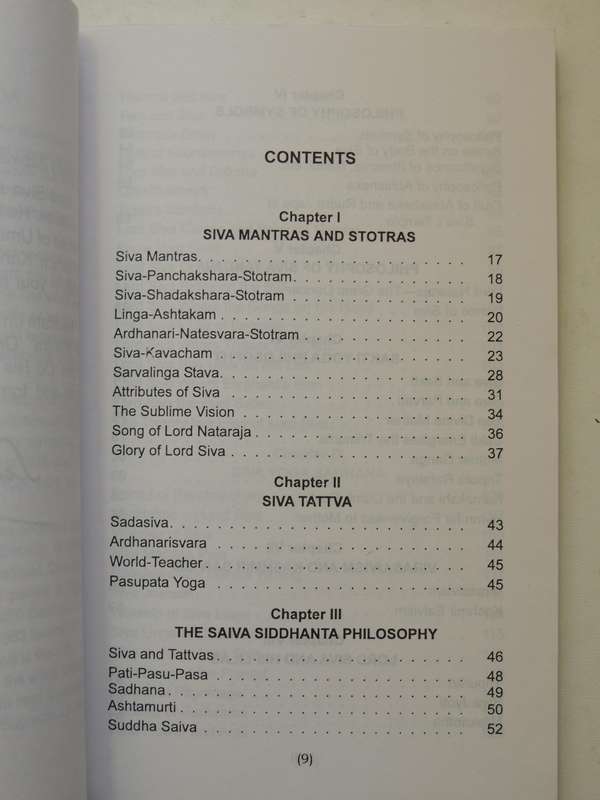 CONTENTS
Chapter I
SIVA MANTRAS AND STOTRAS
Siva Mantras. . . . . . . . . . . . . . . . . . . . . . . . 17
Siva-Panchakshara-Stotram. . . . . . . . . . . . . . . . 18
Siva-Shadakshara-Stotram . . . . . . . . . . . . . . . . 19
Linga-Ashtakam . . . . . . . . . . . . . . . . . . . . . . 20
Ardhanari-Natesvara-Stotram . . . . . . . . . . . . . . 22
Siva-Kavacham . . . . . . . . . . . . . . . . . . . . . . 23
Sarvalinga Stava. . . . . . . . . . . . . . . . . . . . . . 28
Attributes of Siva . . . . . . . . . . . . . . . . . . . . . 31
The Sublime Vision . . . . . . . . . . . . . . . . . . . . 34
Song of Lord Nataraja . . . . . . . . . . . . . . . . . . . 36
Glory of Lord Siva . . . . . . . . . . . . . . . . . . . . . 37
Chapter II
SIVA TATTVA
Sadasiva. . . . . . . . . . . . . . . . . . . . . . . . . . 43
Ardhanarisvara . . . . . . . . . . . . . . . . . . . . . . 44
World-Teacher. . . . . . . . . . . . . . . . . . . . . . . 45
Pasupata Yoga . . . . . . . . . . . . . . . . . . . . . . 45
Chapter III
THE SAIVA SIDDHANTA PHILOSOPHY
Siva and Tattvas. . . . . . . . . . . . . . . . . . . . . . 46
Pati-Pasu-Pasa . . . . . . . . . . . . . . . . . . . . . . 48
Sadhana . . . . . . . . . . . . . . . . . . . . . . . . . . 49
Ashtamurti . . . . . . . . . . . . . . . . . . . . . . . . . 50
Suddha Saiva . . . . . . . . . . . . . . . . . . . . . . . 52
(9)